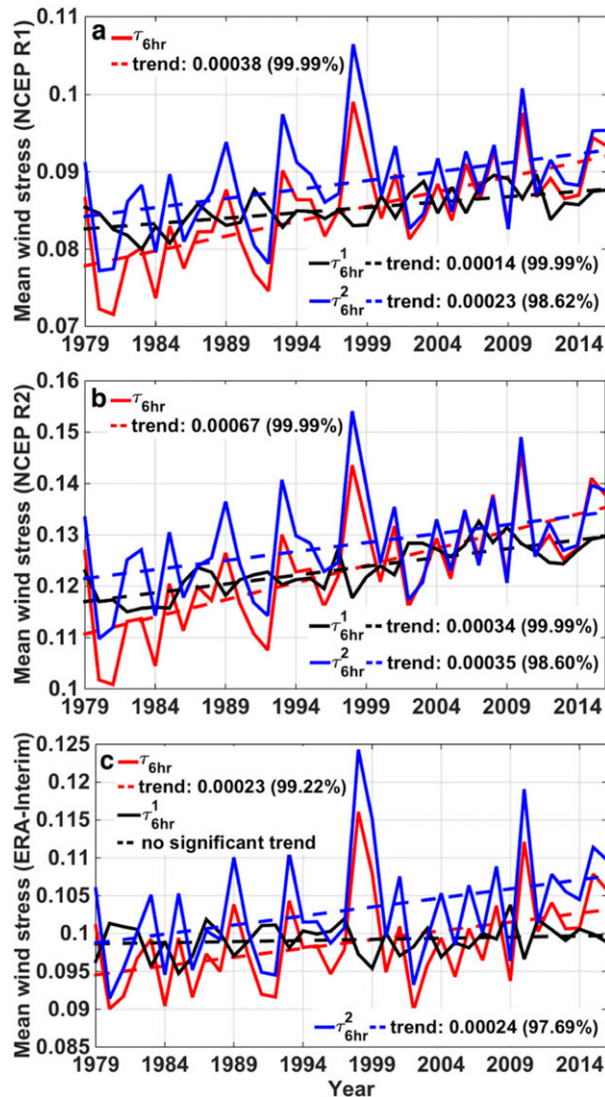 a
τ6hr
trend: 0.00038 (99.99%)
Mean wind stress (NCEP R1)
0.11
0.1
0.09
0.08
0.07
τ¹6hr trend: 0.00014 (99.99%)
τ²6hr trend: 0.00023 (98.62%)
1979 1984 1989 1994 1999 2004 2009 2014
b
τ6hr
trend: 0.00067 (99.99%)
Mean wind stress (NCEP R2)
0.16
0.15
0.14
0.13
0.12
0.11
0.1
τ¹6hr trend: 0.00034 (99.99%)
τ²6hr trend: 0.00035 (98.60%)
1979 1984 1989 1994 1999 2004 2009 2014
c
τ6hr
trend: 0.00023 (99.22%)
τ¹6hr
no significant trend
Mean wind stress (ERA-Interim)
0.125
0.12
0.115
0.11
0.105
0.1
0.095
0.09
0.085
τ²6hr trend: 0.00024 (97.69%)
1979 1984 1989 1994 1999 2004 2009 2014
Year